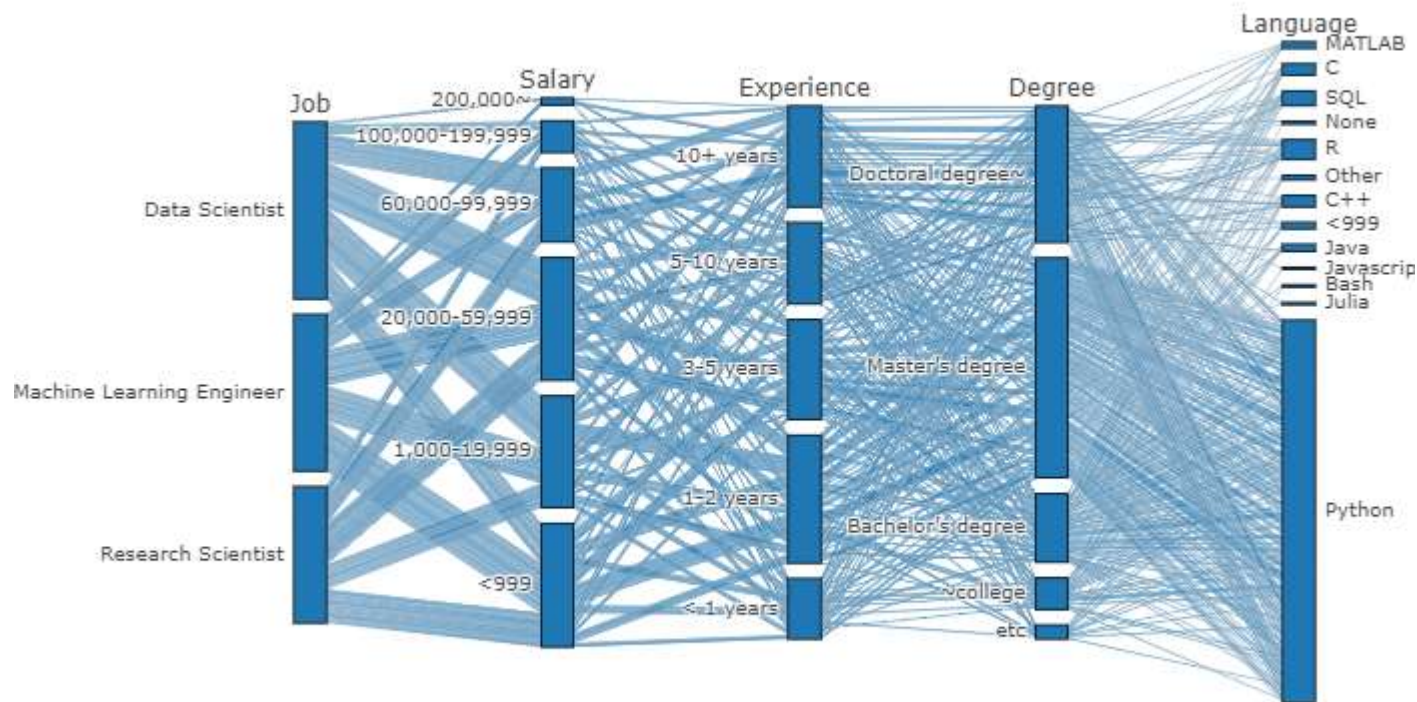 Job
Data Scientist
Machine Learning Engineer
Research Scientist
Salary
200,000~
100,000-199,999
60,000-99,999
20,000-59,999
1,000-19,999
<999
Experience
10+ years
5-10 years
3-5 years
1-2 years
< 1 years
Degree
Doctoral degree~
Master's degree
Bachelor's degree
~college
etc
Language
MATLAB
C
SQL
None
R
Other
C++
<999
Java
Javascrip
Bash
Julia
Python